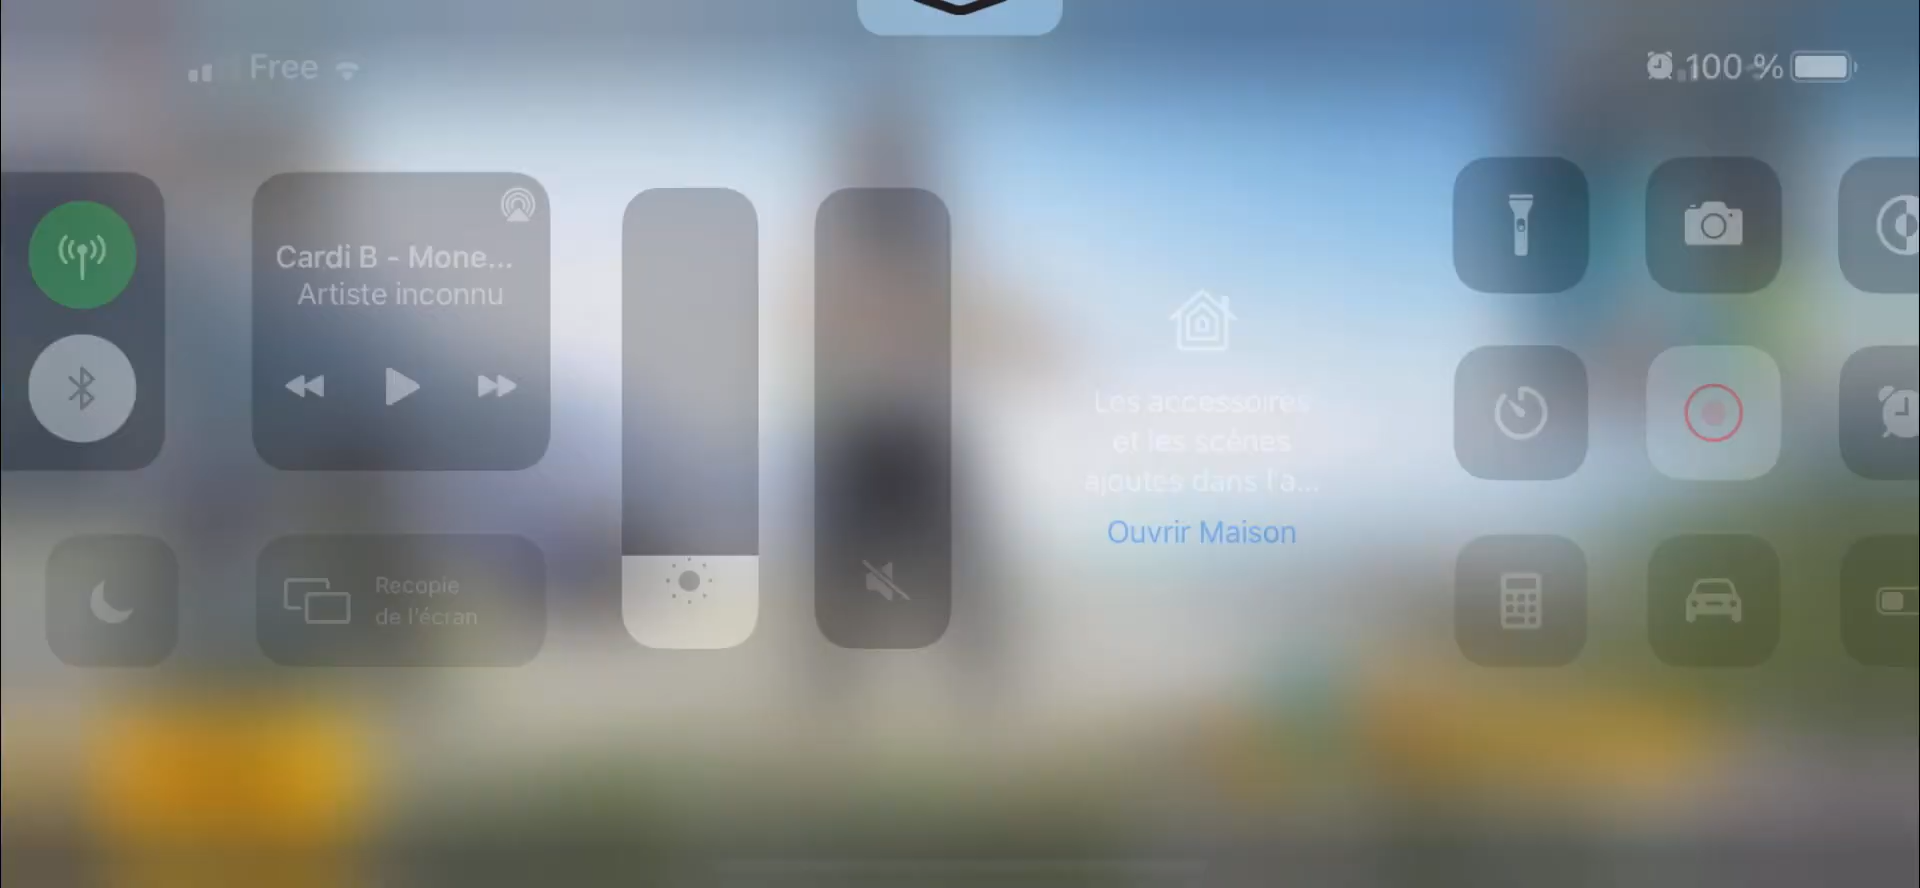 Free
100 %
Cardi B - Mone...
Artiste inconnu
Les accessoires
et les scènes
ajoutés dans l'a...
Ouvrir Maison
Recopie
de l'écran